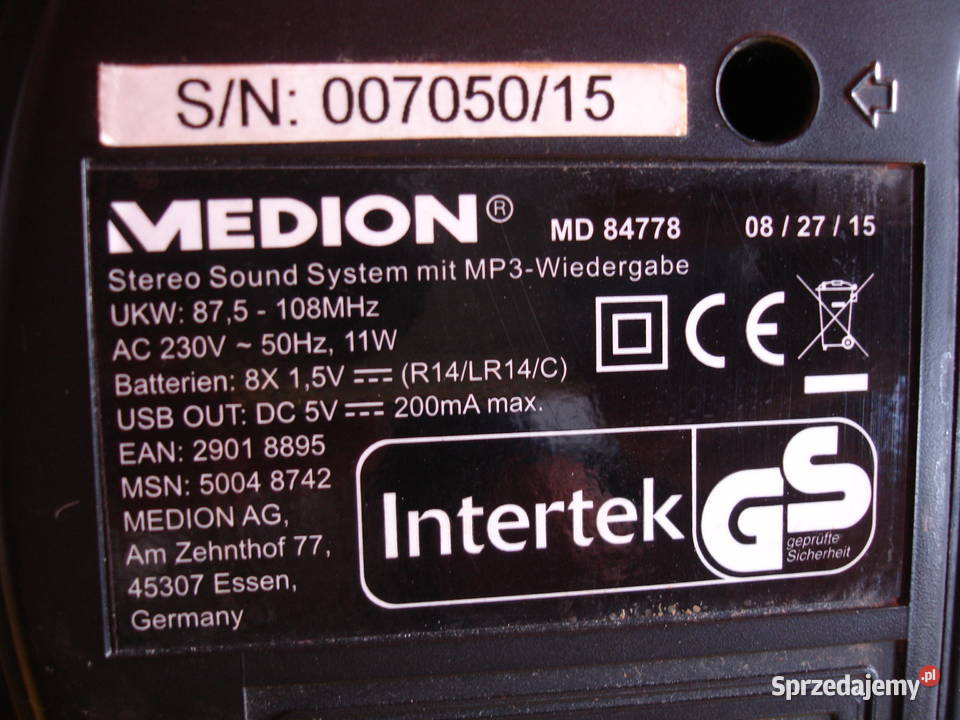 S/N: 007050/15
MEDION® MD 84778 08 / 27 / 15
Stereo Sound System mit MP3-Wiedergabe
UKW: 87,5 - 108MHz
AC 230V ~ 50Hz, 11W
Batterien: 8X 1,5V ⎓ (R14/LR14/C)
USB OUT: DC 5V ⎓ 200mA max.
EAN: 2901 8895
MSN: 5004 8742
MEDION AG,
Am Zehnthof 77,
45307 Essen,
Germany
CE
Intertek
GS
geprüfte
Sicherheit
Sprzedajemy.pl